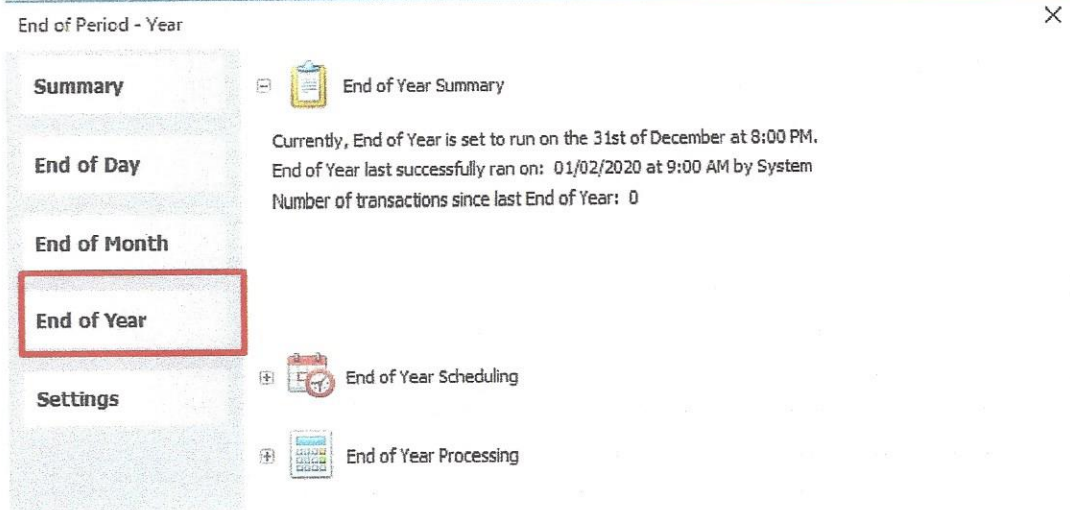 End of Period - Year
Summary
End of Day
End of Month
End of Year
Settings
End of Year Summary
Currently, End of Year is set to run on the 31st of December at 8:00 PM.
End of Year last successfully ran on: 01/02/2020 at 9:00 AM by System
Number of transactions since last End of Year: 0
End of Year Scheduling
End of Year Processing